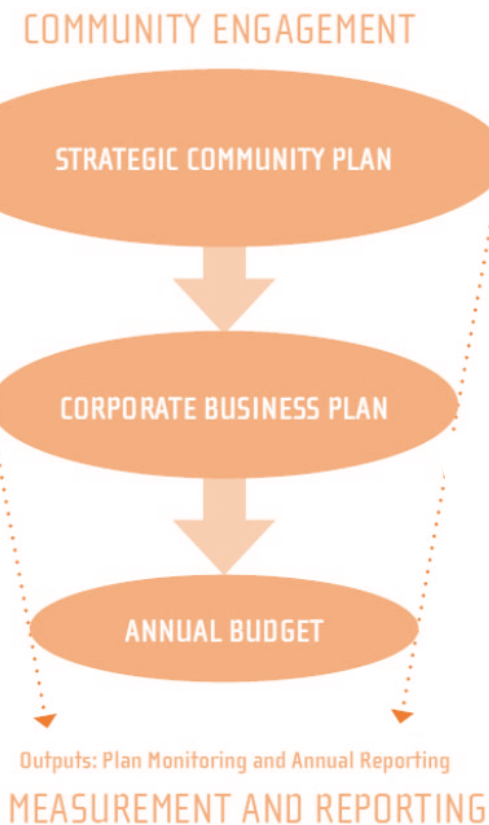 COMMUNITY ENGAGEMENT
STRATEGIC COMMUNITY PLAN
CORPORATE BUSINESS PLAN
ANNUAL BUDGET
Outputs: Plan Monitoring and Annual Reporting
MEASUREMENT AND REPORTING